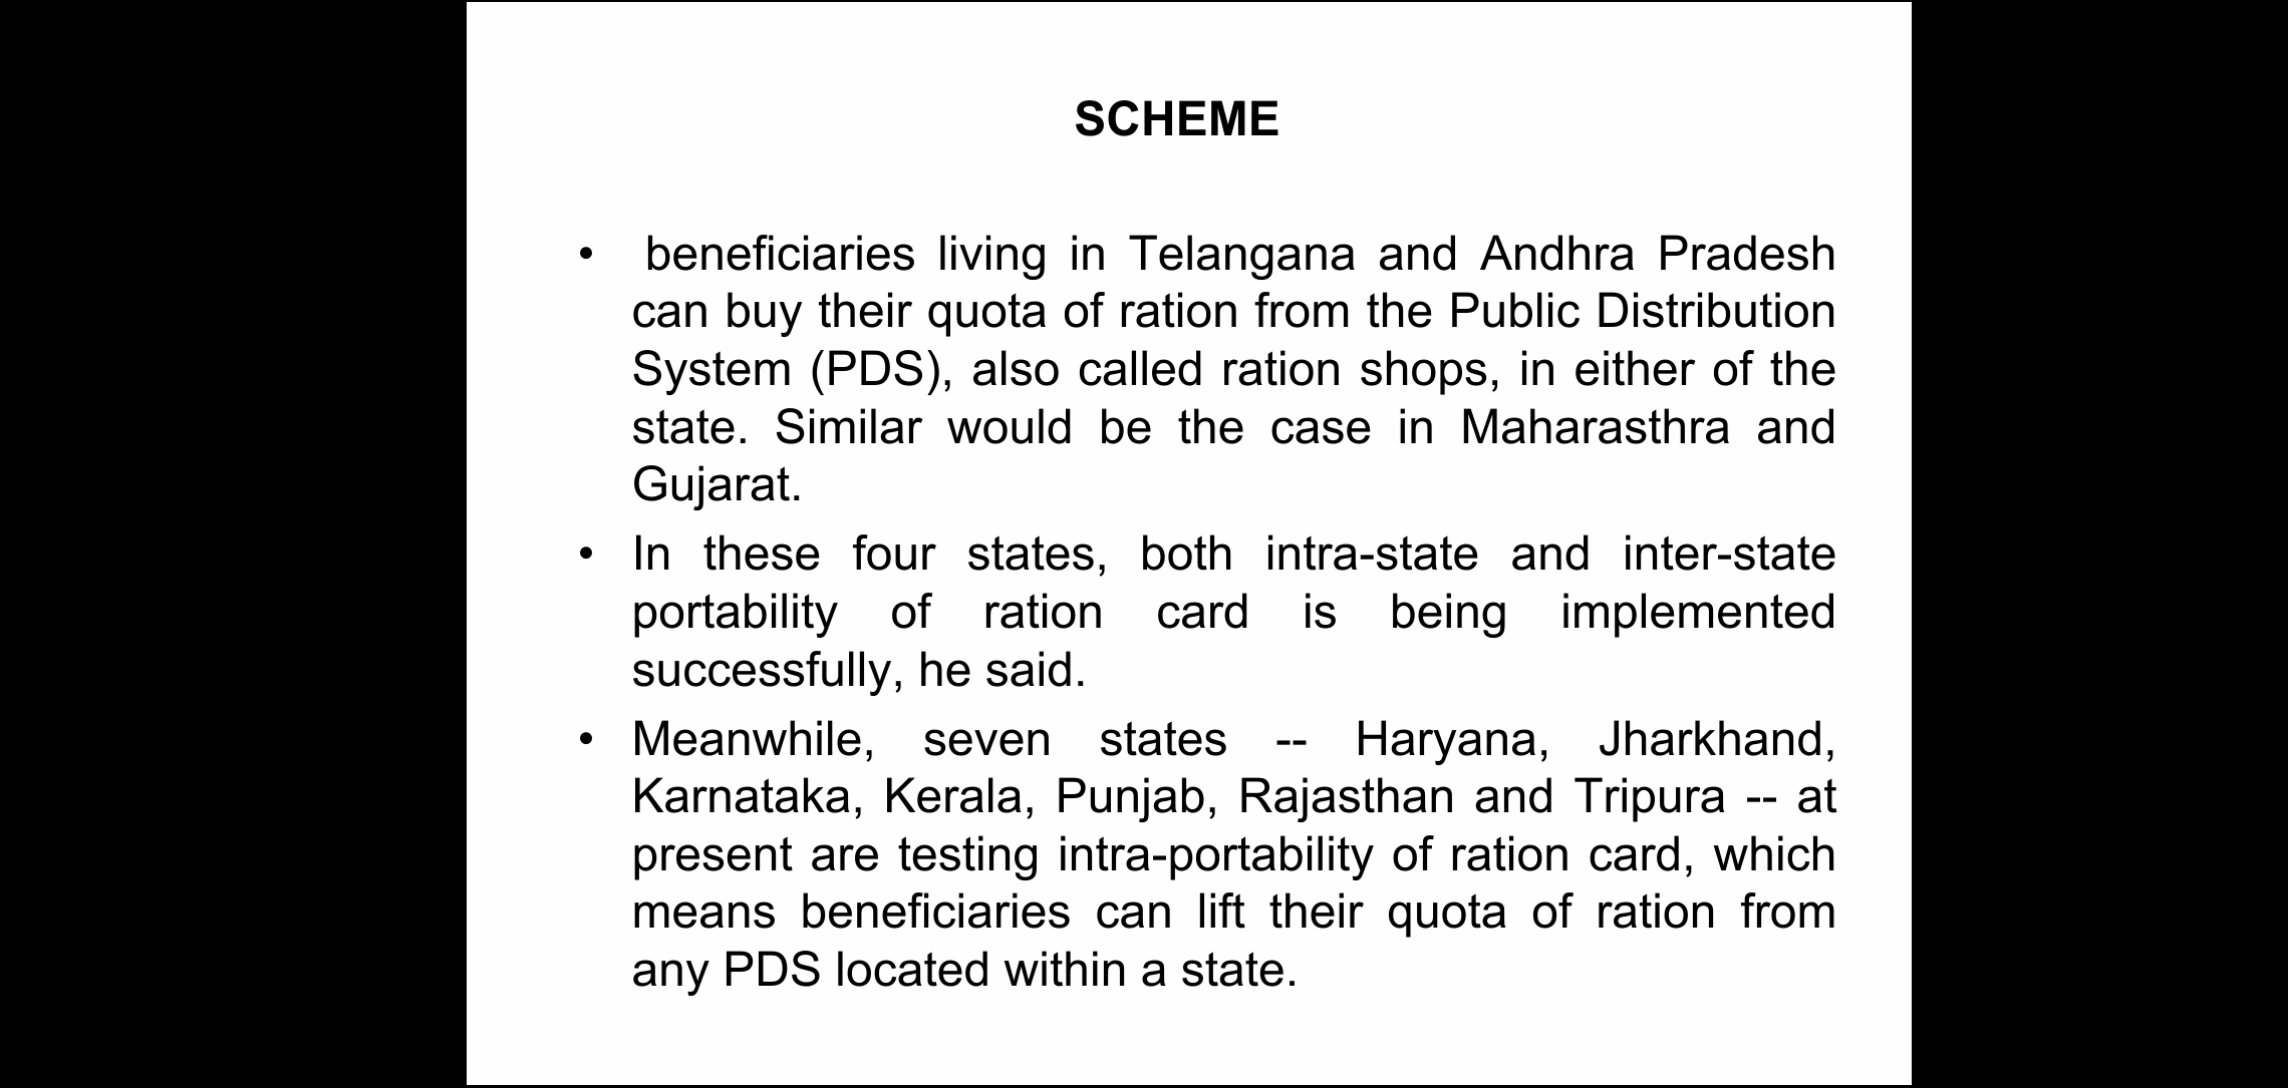 SCHEME
• beneficiaries living in Telangana and Andhra Pradesh
can buy their quota of ration from the Public Distribution
System (PDS), also called ration shops, in either of the
state. Similar would be the case in Maharasthra and
Gujarat.
• In these four states, both intra-state and inter-state
portability of ration card is being implemented
successfully, he said.
• Meanwhile, seven states -- Haryana, Jharkhand,
Karnataka, Kerala, Punjab, Rajasthan and Tripura -- at
present are testing intra-portability of ration card, which
means beneficiaries can lift their quota of ration from
any PDS located within a state.